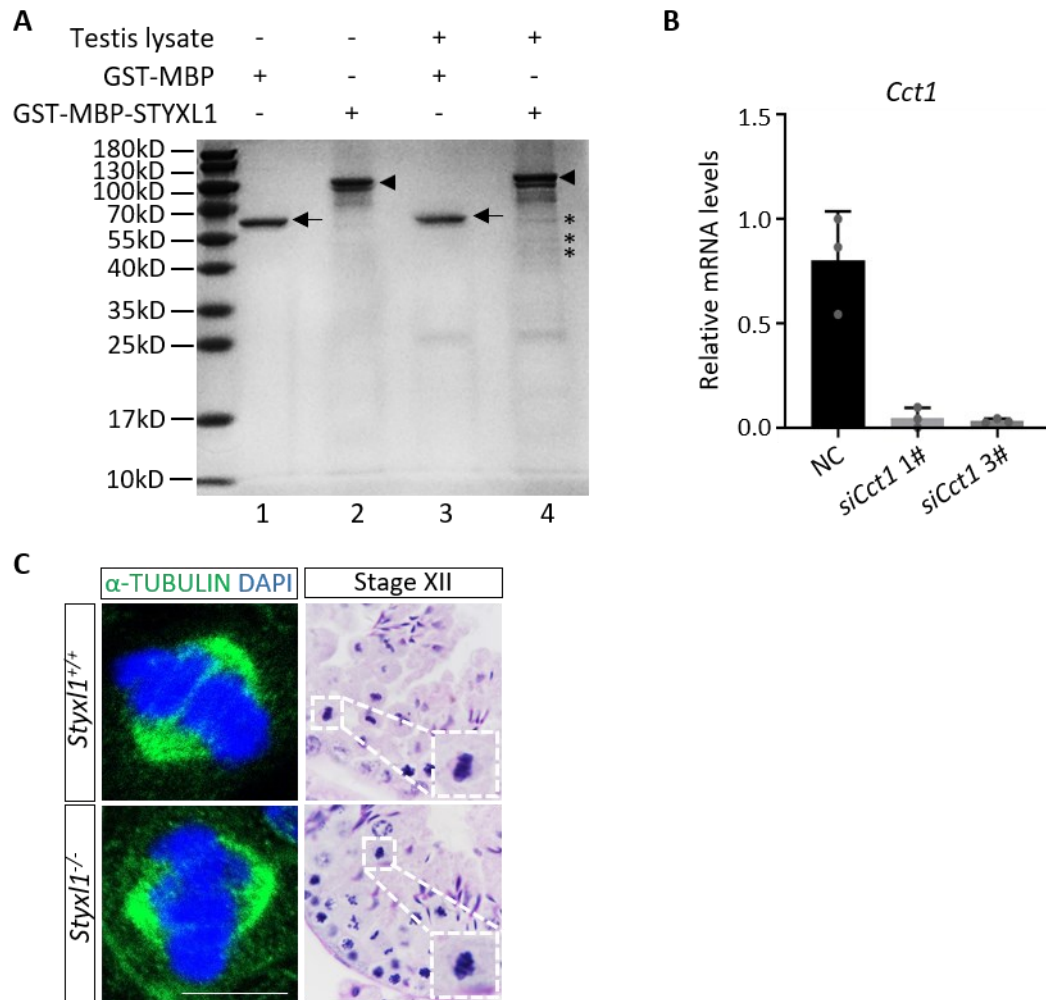 A
Testis lysate - - + +
GST-MBP + - + -
GST-MBP-STYXL1 - + - +
180kD
130kD
100kD
70kD
55kD
40kD
35kD
25kD
17kD
10kD
*
*
*
1 2 3 4
B
Cct1
Relative mRNA levels
1.5
1.0
0.5
0.0
NC
siCct1 1#
siCct1 3#
C
α-TUBULIN DAPI
Stage XII
Styxl1+/+
Styxl1-/-